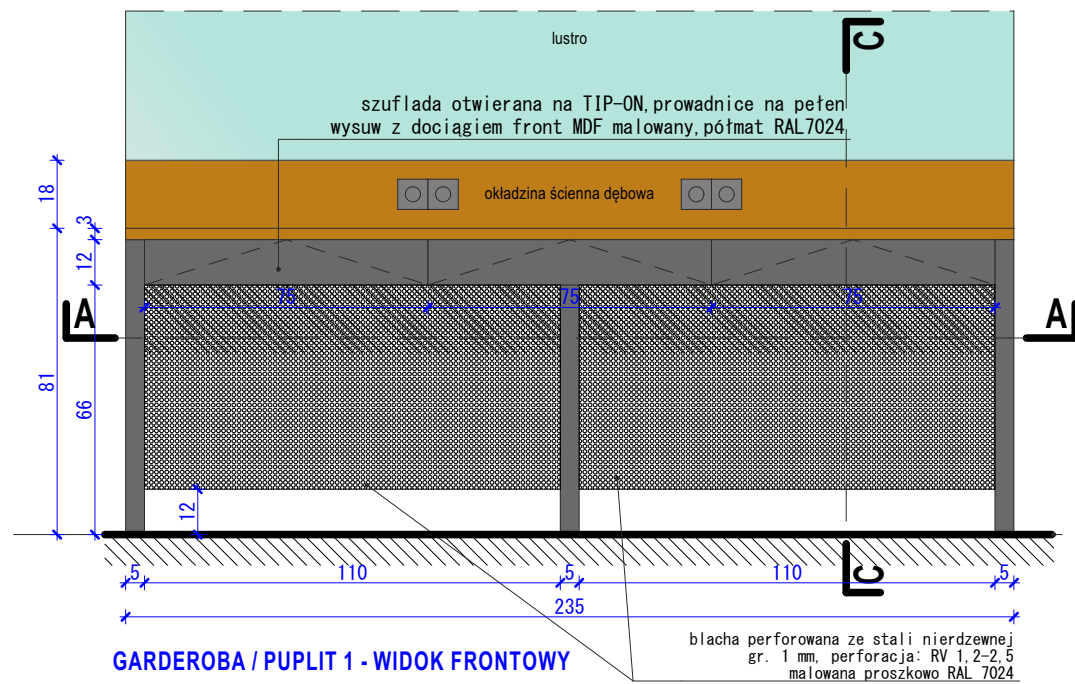 lustro
C
szuflada otwierana na TIP-ON, prowadnice na pełen
wysuw z dociągiem front MDF malowany, półmat RAL7024
18
okładzina ścienna dębowa
3
12
75
75
75
A
A
81
66
12
C
5
110
5
110
5
235
GARDEROBA / PUPLIT 1 - WIDOK FRONTOWY
blacha perforowana ze stali nierdzewnej
gr. 1 mm, perforacja: RV 1,2-2,5
malowana proszkowo RAL 7024